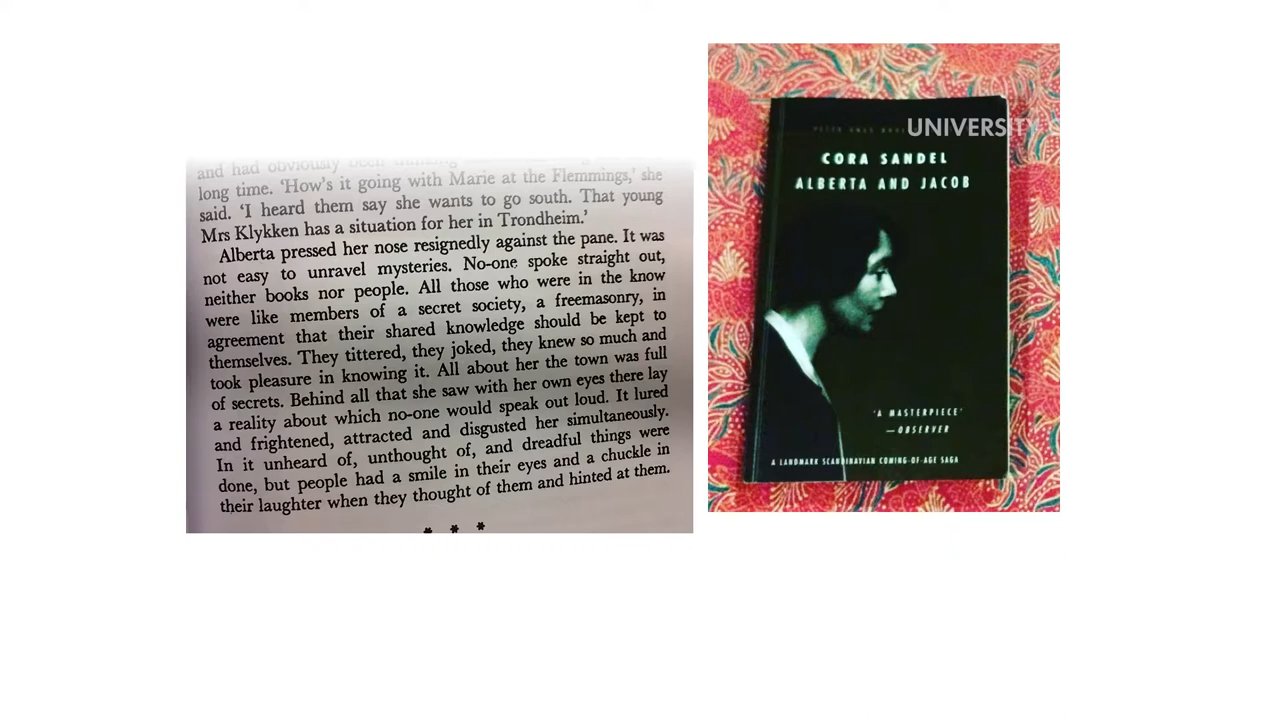 and had obviously been thinking
long time. ‘How's it going with Marie at the Flemmings,’ she
said. ‘I heard them say she wants to go south. That young
Mrs Klykken has a situation for her in Trondheim.’
Alberta pressed her nose resignedly against the pane. It was
not easy to unravel mysteries. No-one spoke straight out,
neither books nor people. All those who were in the know
were like members of a secret society, a freemasonry, in
agreement that their shared knowledge should be kept to
themselves. They tittered, they joked, they knew so much and
took pleasure in knowing it. All about her the town was full
of secrets. Behind all that she saw with her own eyes there lay
a reality about which no-one would speak out loud. It lured
and frightened, attracted and disgusted her simultaneously.
In it unheard of, unthought of, and dreadful things were
done, but people had a smile in their eyes and a chuckle in
their laughter when they thought of them and hinted at them.
* * *
PETER OWEN
UNIVERSITY
CORA SANDEL
ALBERTA AND JACOB
‘A MASTERPIECE’
—OBSERVER
A LANDMARK SCANDINAVIAN COMING-OF-AGE SAGA